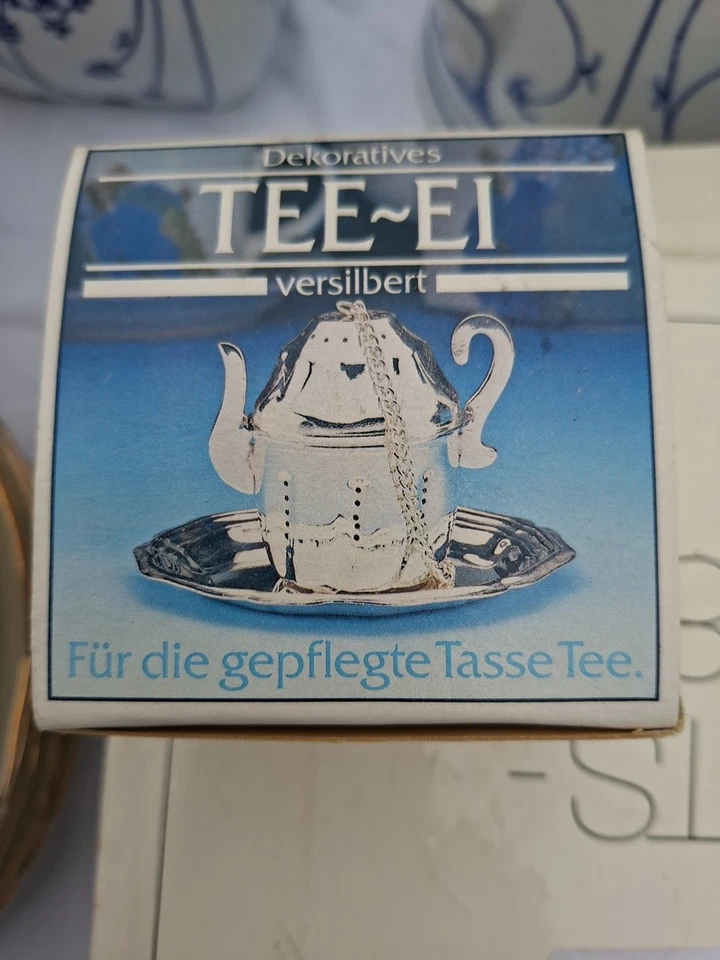 Dekoratives
TEE~EI
versilbert
Für die gepflegte Tasse Tee.